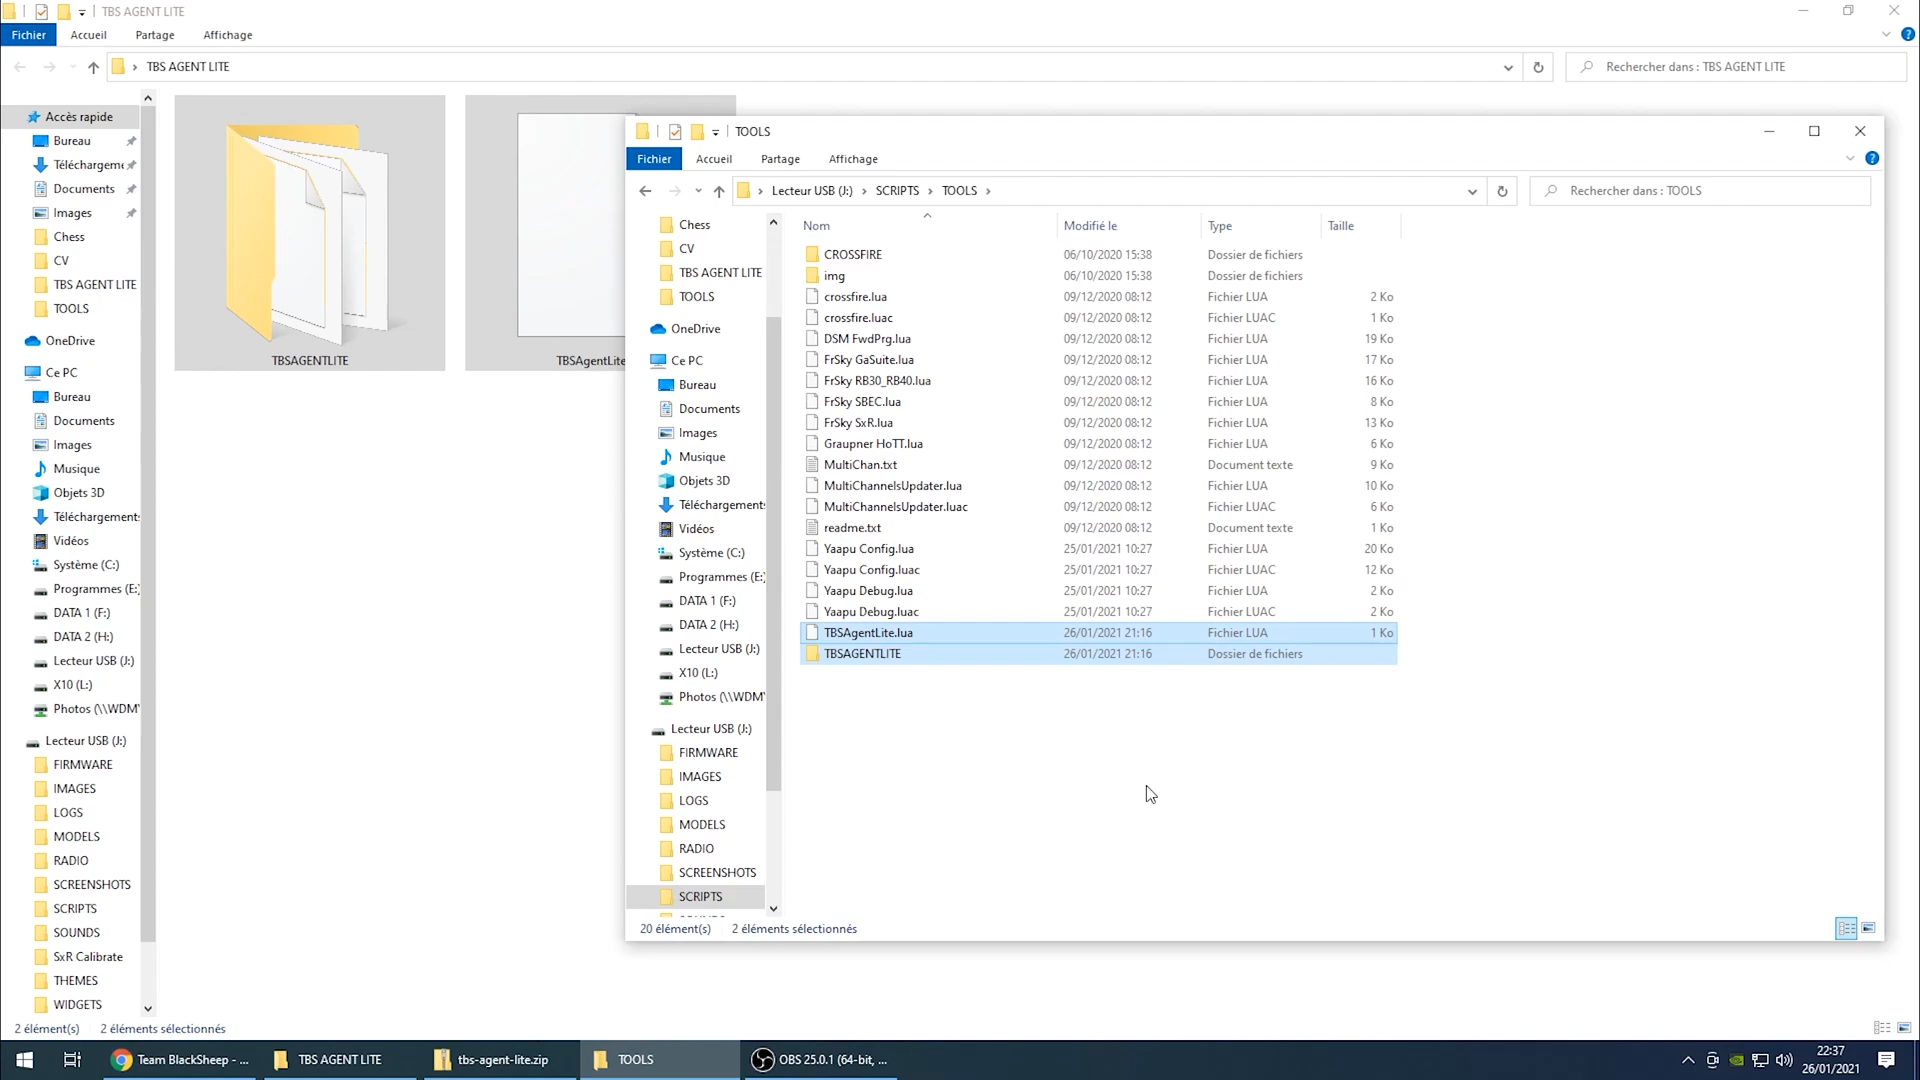 TBS AGENT LITE
Fichier Accueil Partage Affichage
TBS AGENT LITE
Rechercher dans : TBS AGENT LITE
Accès rapide
Bureau
Téléchargeme
Documents
Images
Chess
CV
TBS AGENT LITE
TOOLS
OneDrive
Ce PC
Bureau
Documents
Images
Musique
Objets 3D
Téléchargement
Vidéos
Système (C:)
Programmes (E:)
DATA 1 (F:)
DATA 2 (H:)
Lecteur USB (J:)
X10 (L:)
Photos (\\WDM
Lecteur USB (J:)
FIRMWARE
IMAGES
LOGS
MODELS
RADIO
SCREENSHOTS
SCRIPTS
SOUNDS
SxR Calibrate
THEMES
WIDGETS
2 élément(s) 2 éléments sélectionnés
TBSAGENTLITE
TBSAgentLite
TOOLS
Fichier Accueil Partage Affichage
Lecteur USB (J:) SCRIPTS TOOLS
Rechercher dans : TOOLS
Chess
CV
TBS AGENT LITE
TOOLS
OneDrive
Ce PC
Bureau
Documents
Images
Musique
Objets 3D
Téléchargements
Vidéos
Système (C:)
Programmes (E:)
DATA 1 (F:)
DATA 2 (H:)
Lecteur USB (J:)
X10 (L:)
Photos (\\WDM
Lecteur USB (J:)
FIRMWARE
IMAGES
LOGS
MODELS
RADIO
SCREENSHOTS
SCRIPTS
Nom Modifié le Type Taille
CROSSFIRE 06/10/2020 15:38 Dossier de fichiers
img 06/10/2020 15:38 Dossier de fichiers
crossfire.lua 09/12/2020 08:12 Fichier LUA 2 Ko
crossfire.luac 09/12/2020 08:12 Fichier LUAC 1 Ko
DSM FwdPrg.lua 09/12/2020 08:12 Fichier LUA 19 Ko
FrSky GaSuite.lua 09/12/2020 08:12 Fichier LUA 17 Ko
FrSky RB30_RB40.lua 09/12/2020 08:12 Fichier LUA 16 Ko
FrSky SBEC.lua 09/12/2020 08:12 Fichier LUA 8 Ko
FrSky SxR.lua 09/12/2020 08:12 Fichier LUA 13 Ko
Graupner HoTT.lua 09/12/2020 08:12 Fichier LUA 6 Ko
MultiChan.txt 09/12/2020 08:12 Document texte 9 Ko
MultiChannelsUpdater.lua 09/12/2020 08:12 Fichier LUA 10 Ko
MultiChannelsUpdater.luac 09/12/2020 08:12 Fichier LUAC 6 Ko
readme.txt 09/12/2020 08:12 Document texte 1 Ko
Yaapu Config.lua 25/01/2021 10:27 Fichier LUA 20 Ko
Yaapu Config.luac 25/01/2021 10:27 Fichier LUAC 12 Ko
Yaapu Debug.lua 25/01/2021 10:27 Fichier LUA 2 Ko
Yaapu Debug.luac 25/01/2021 10:27 Fichier LUAC 2 Ko
TBSAgentLite.lua 26/01/2021 21:16 Fichier LUA 1 Ko
TBSAGENTLITE 26/01/2021 21:16 Dossier de fichiers
20 élément(s) 2 éléments sélectionnés
Team BlackSheep - ... TBS AGENT LITE tbs-agent-lite.zip TOOLS OBS 25.0.1 (64-bit, ...
22:37
26/01/2021